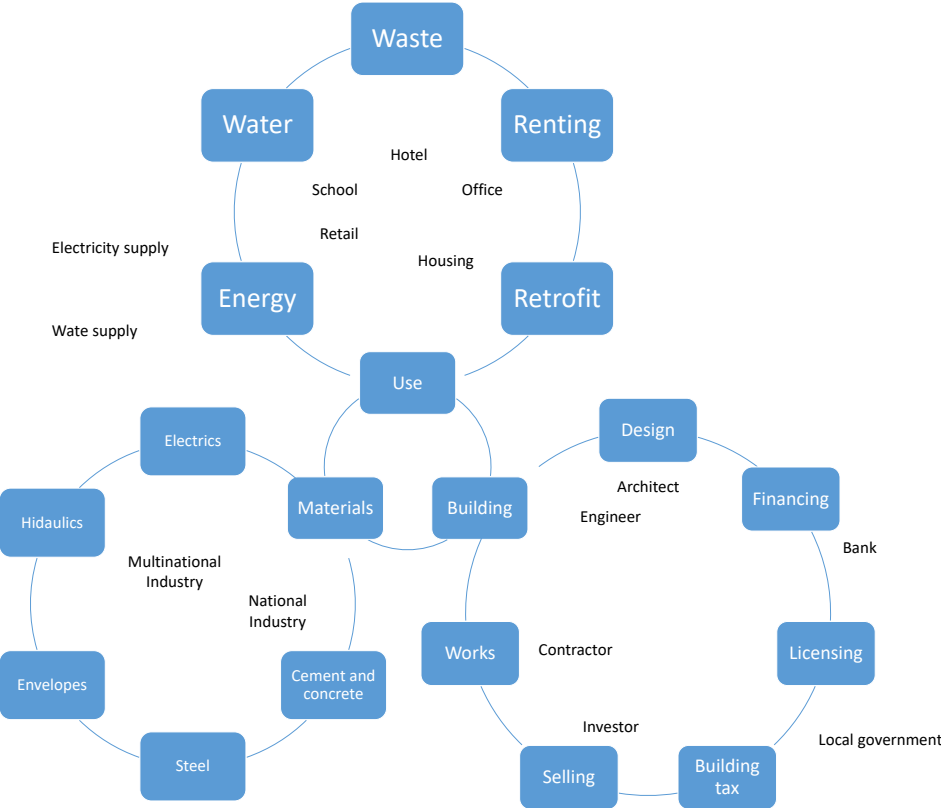 Waste
Water
Renting
Hotel
School
Office
Retail
Electricity supply
Housing
Energy
Retrofit
Wate supply
Use
Electrics
Design
Materials
Building
Architect
Financing
Hidaulics
Engineer
Bank
Multinational
Industry
National
Industry
Works
Contractor
Licensing
Envelopes
Cement and
concrete
Investor
Local government
Steel
Selling
Building
tax